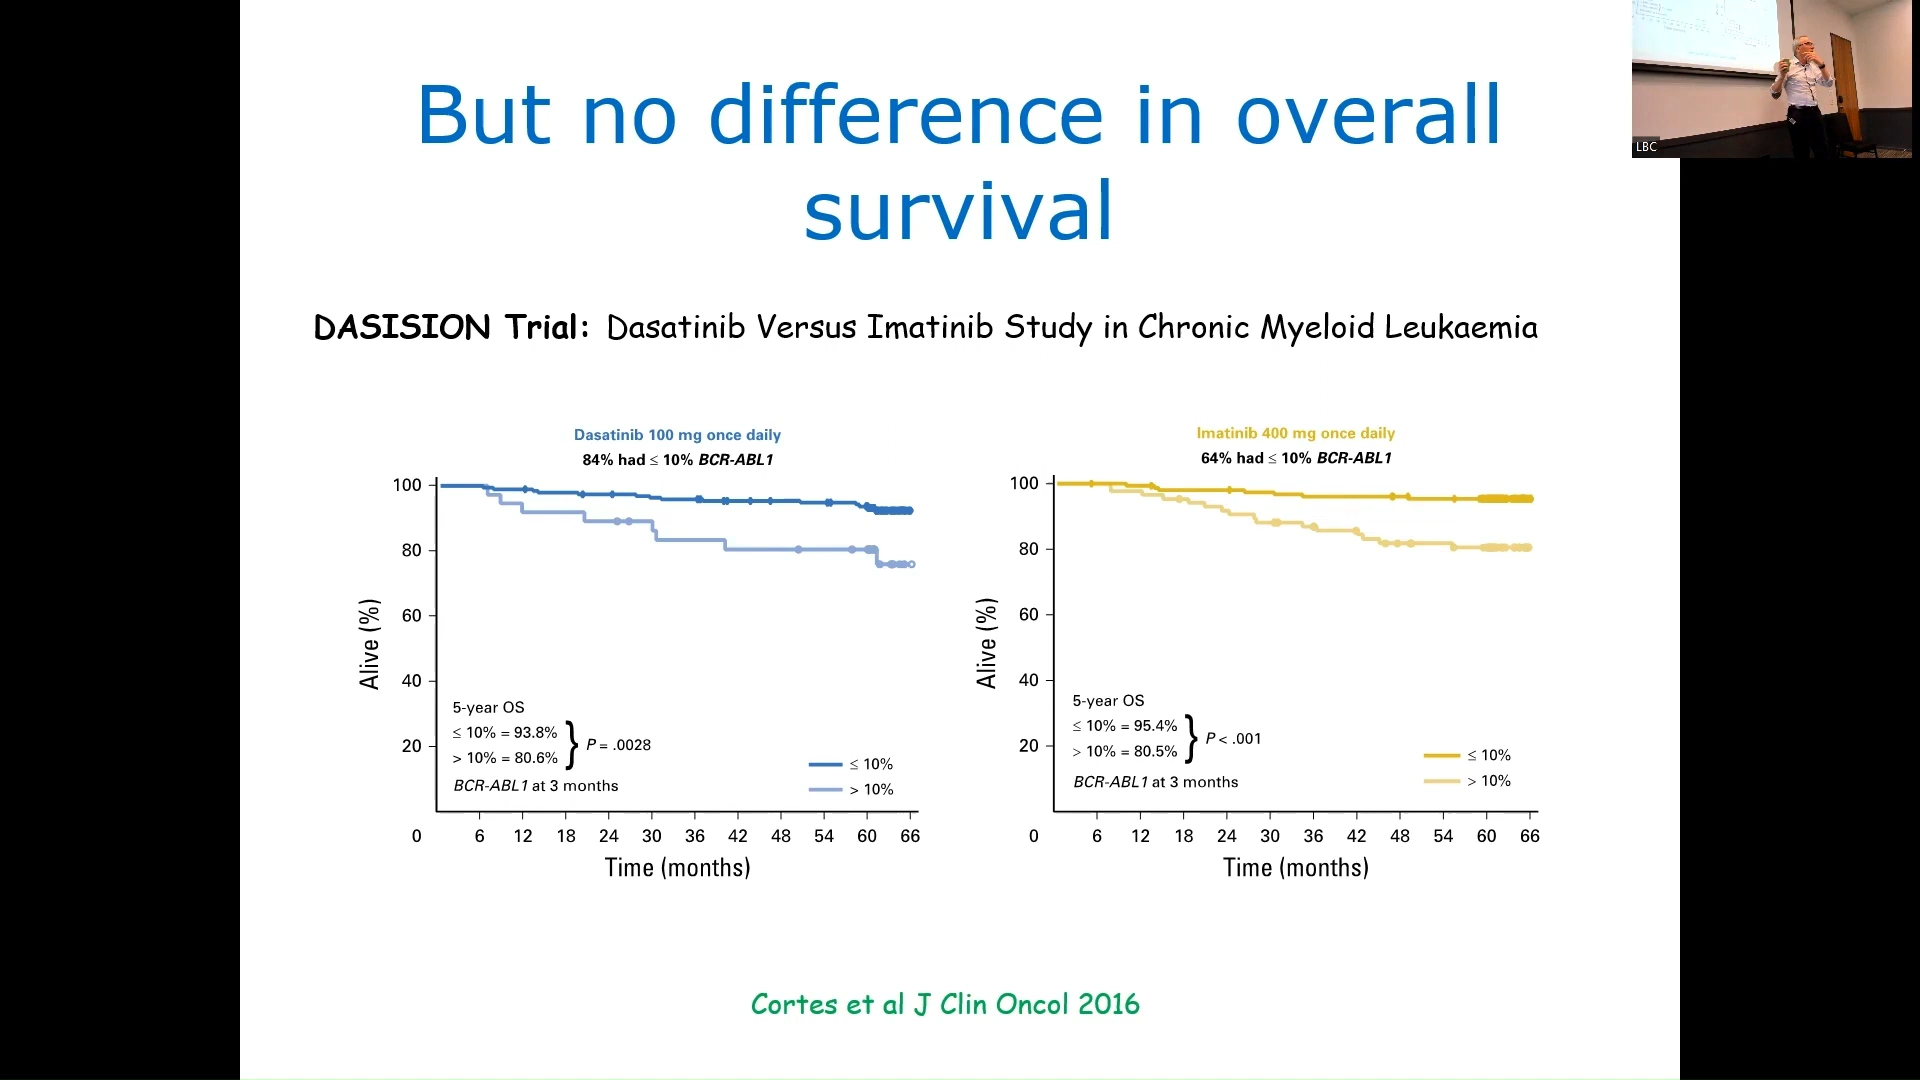 But no difference in overall
survival
LBC
DASISION Trial: Dasatinib Versus Imatinib Study in Chronic Myeloid Leukaemia
Dasatinib 100 mg once daily
84% had ≤ 10% BCR-ABL1
100
80
60
40
20
Alive (%)
5-year OS
≤ 10% = 93.8%
> 10% = 80.6%
P = .0028
BCR-ABL1 at 3 months
≤ 10%
> 10%
0 6 12 18 24 30 36 42 48 54 60 66
Time (months)
Imatinib 400 mg once daily
64% had ≤ 10% BCR-ABL1
100
80
60
40
20
Alive (%)
5-year OS
≤ 10% = 95.4%
> 10% = 80.5%
P < .001
BCR-ABL1 at 3 months
≤ 10%
> 10%
0 6 12 18 24 30 36 42 48 54 60 66
Time (months)
Cortes et al J Clin Oncol 2016